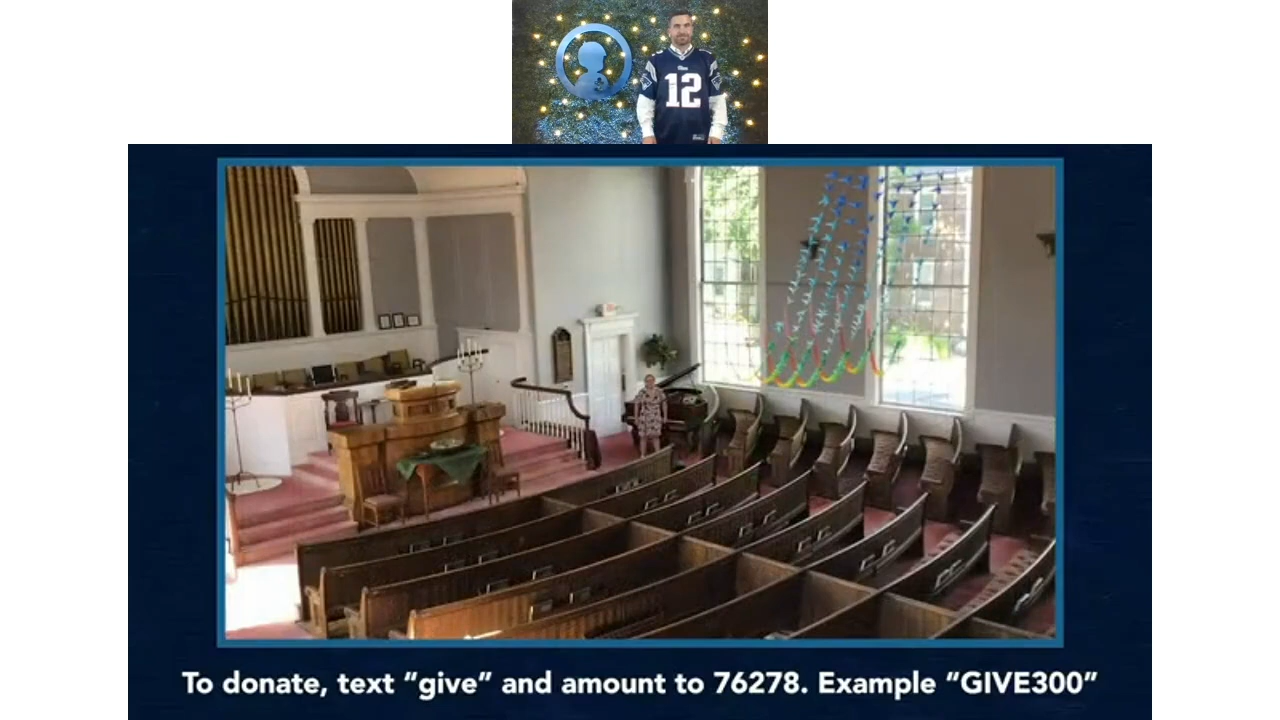 12
To donate, text “give” and amount to 76278. Example “GIVE300”